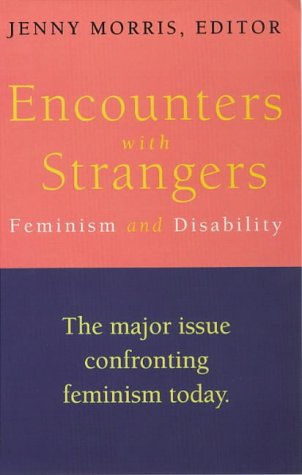 JENNY MORRIS, EDITOR
Encounters
with
Strangers
Feminism and Disability
The major issue
confronting
feminism today.